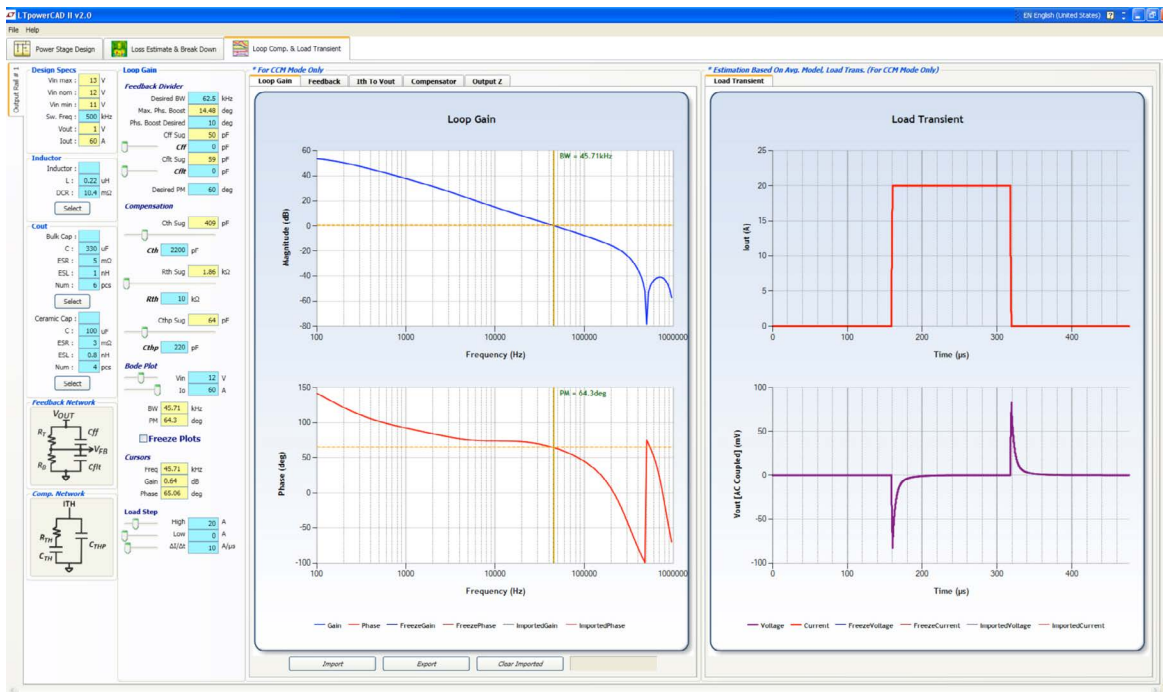 LTpowerCAD II v2.0
EN English (United States)
File Help
Power Stage Design
Loss Estimate & Break Down
Loop Comp. & Load Transient
Output Rail # 1
Design Specs
Vin max : 13 V
Vin nom : 12 V
Vin min : 11 V
Sw. Freq : 500 kHz
Vout : 1 V
Iout : 60 A
Inductor
Inductor :
L : 0.22 uH
DCR : 10.4 mΩ
Select
Cout
Bulk Cap :
C : 330 uF
ESR : 5 mΩ
ESL : 1 nH
Num : 6 pcs
Select
Ceramic Cap :
C : 100 uF
ESR : 3 mΩ
ESL : 0.8 nH
Num : 4 pcs
Select
Feedback Network
VOUT
RT
Cff
VFB
RB
Cflt
Comp. Network
ITH
RTH
CTH
CTHP
Loop Gain
Feedback Divider
Desired BW 62.5 kHz
Max. Phs. Boost 14.48 deg
Phs. Boost Desired 10 deg
Cff Sug 50 pF
Cff 0 pF
Cflt Sug 59 pF
Cflt 0 pF
Desired PM 60 deg
Compensation
Cth Sug 409 pF
Cth 2200 pF
Rth Sug 1.86 kΩ
Rth 10 kΩ
Cthp Sug 64 pF
Cthp 220 pF
Bode Plot
Vin 12 V
Io 60 A
BW 45.71 kHz
PM 64.3 deg
Freeze Plots
Cursors
Freq 45.71 kHz
Gain 0.64 dB
Phase 65.06 deg
Load Step
High 20 A
Low 0 A
ΔI/Δt 10 A/µs
* For CCM Mode Only
Loop Gain Feedback Ith To Vout Compensator Output Z
Loop Gain
BW = 45.71kHz
Magnitude (dB)
60
40
20
0
-20
-40
-60
-80
100 1000 10000 100000 1000000
Frequency (Hz)
PM = 64.3deg
Phase (deg)
150
100
50
0
-50
-100
100 1000 10000 100000 1000000
Frequency (Hz)
Gain Phase FreezeGain FreezePhase ImportedGain ImportedPhase
Import Export Clear Imported
* Estimation Based On Avg. Model, Load Trans. (For CCM Mode Only)
Load Transient
Load Transient
Iout (A)
25
20
15
10
5
0
0 100 200 300 400
Time (µs)
Vout [AC Coupled] (mV)
100
50
0
-50
-100
0 100 200 300 400
Time (µs)
Voltage Current FreezeVoltage FreezeCurrent ImportedVoltage ImportedCurrent